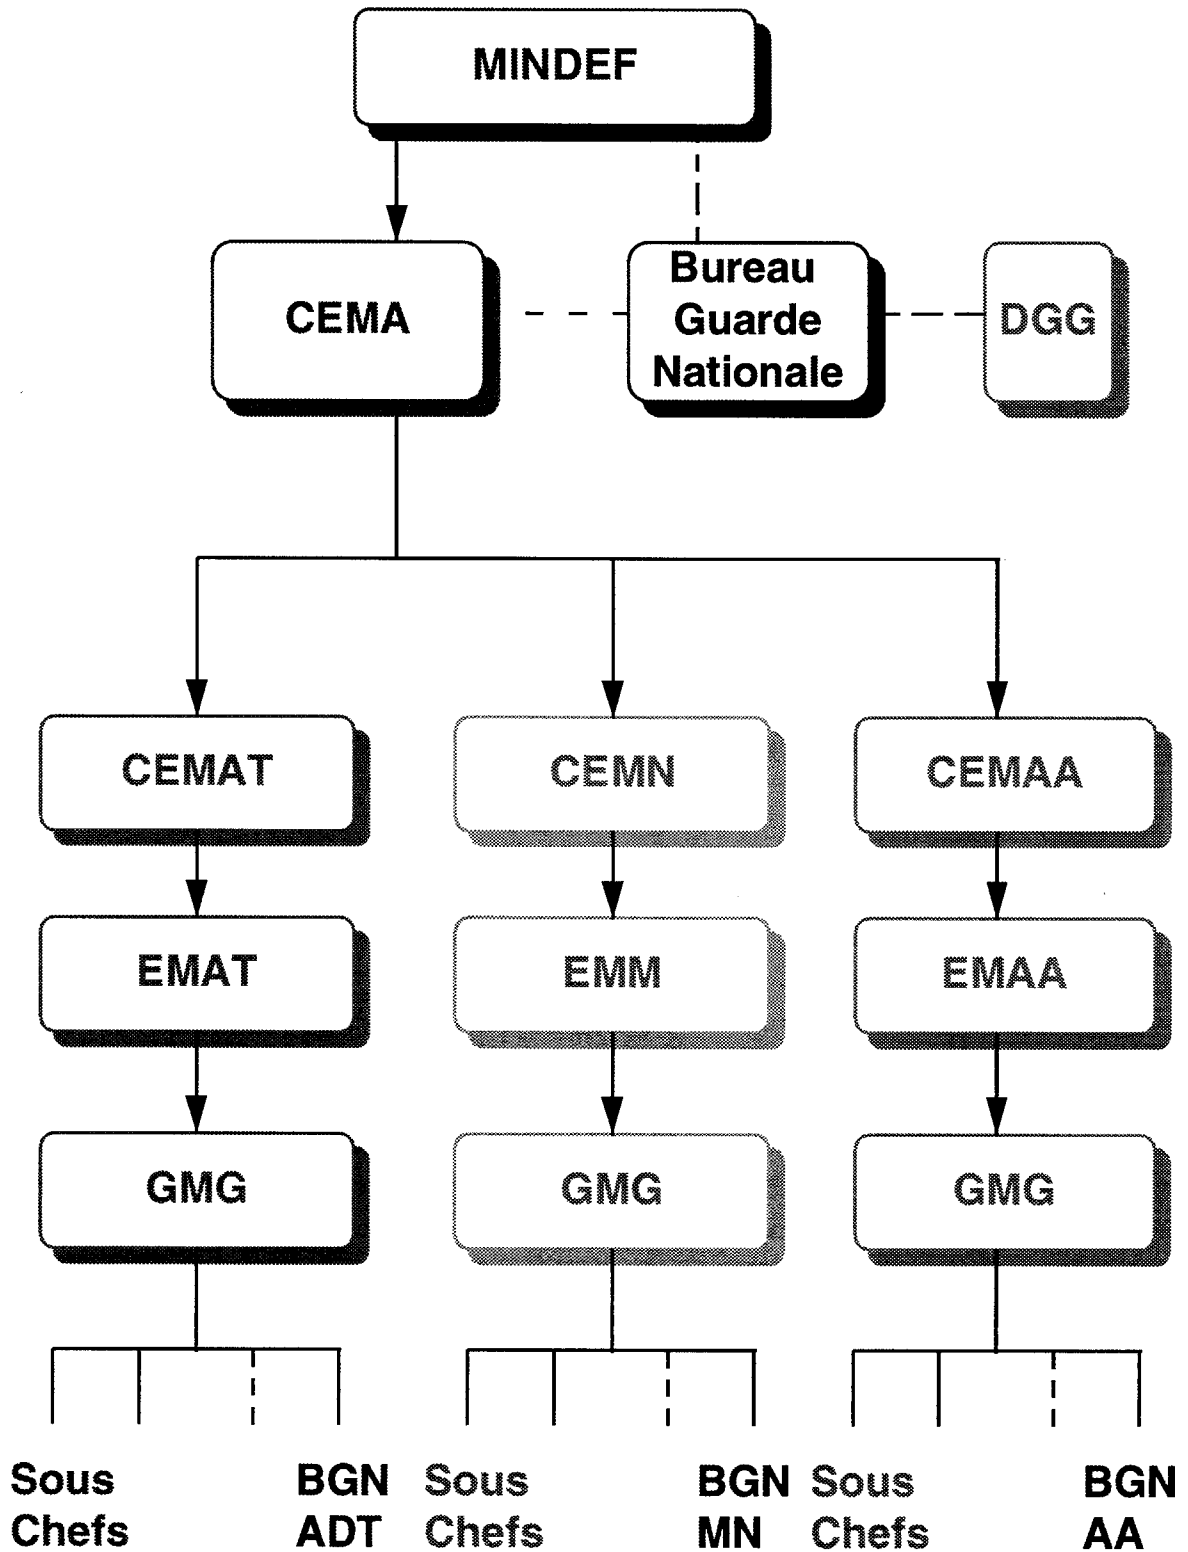 MINDEF
CEMA
Bureau
Guarde
Nationale
DGG
CEMAT
CEMN
CEMAA
EMAT
EMM
EMAA
GMG
GMG
GMG
Sous
Chefs
BGN
ADT
Sous
Chefs
BGN
MN
Sous
Chefs
BGN
AA